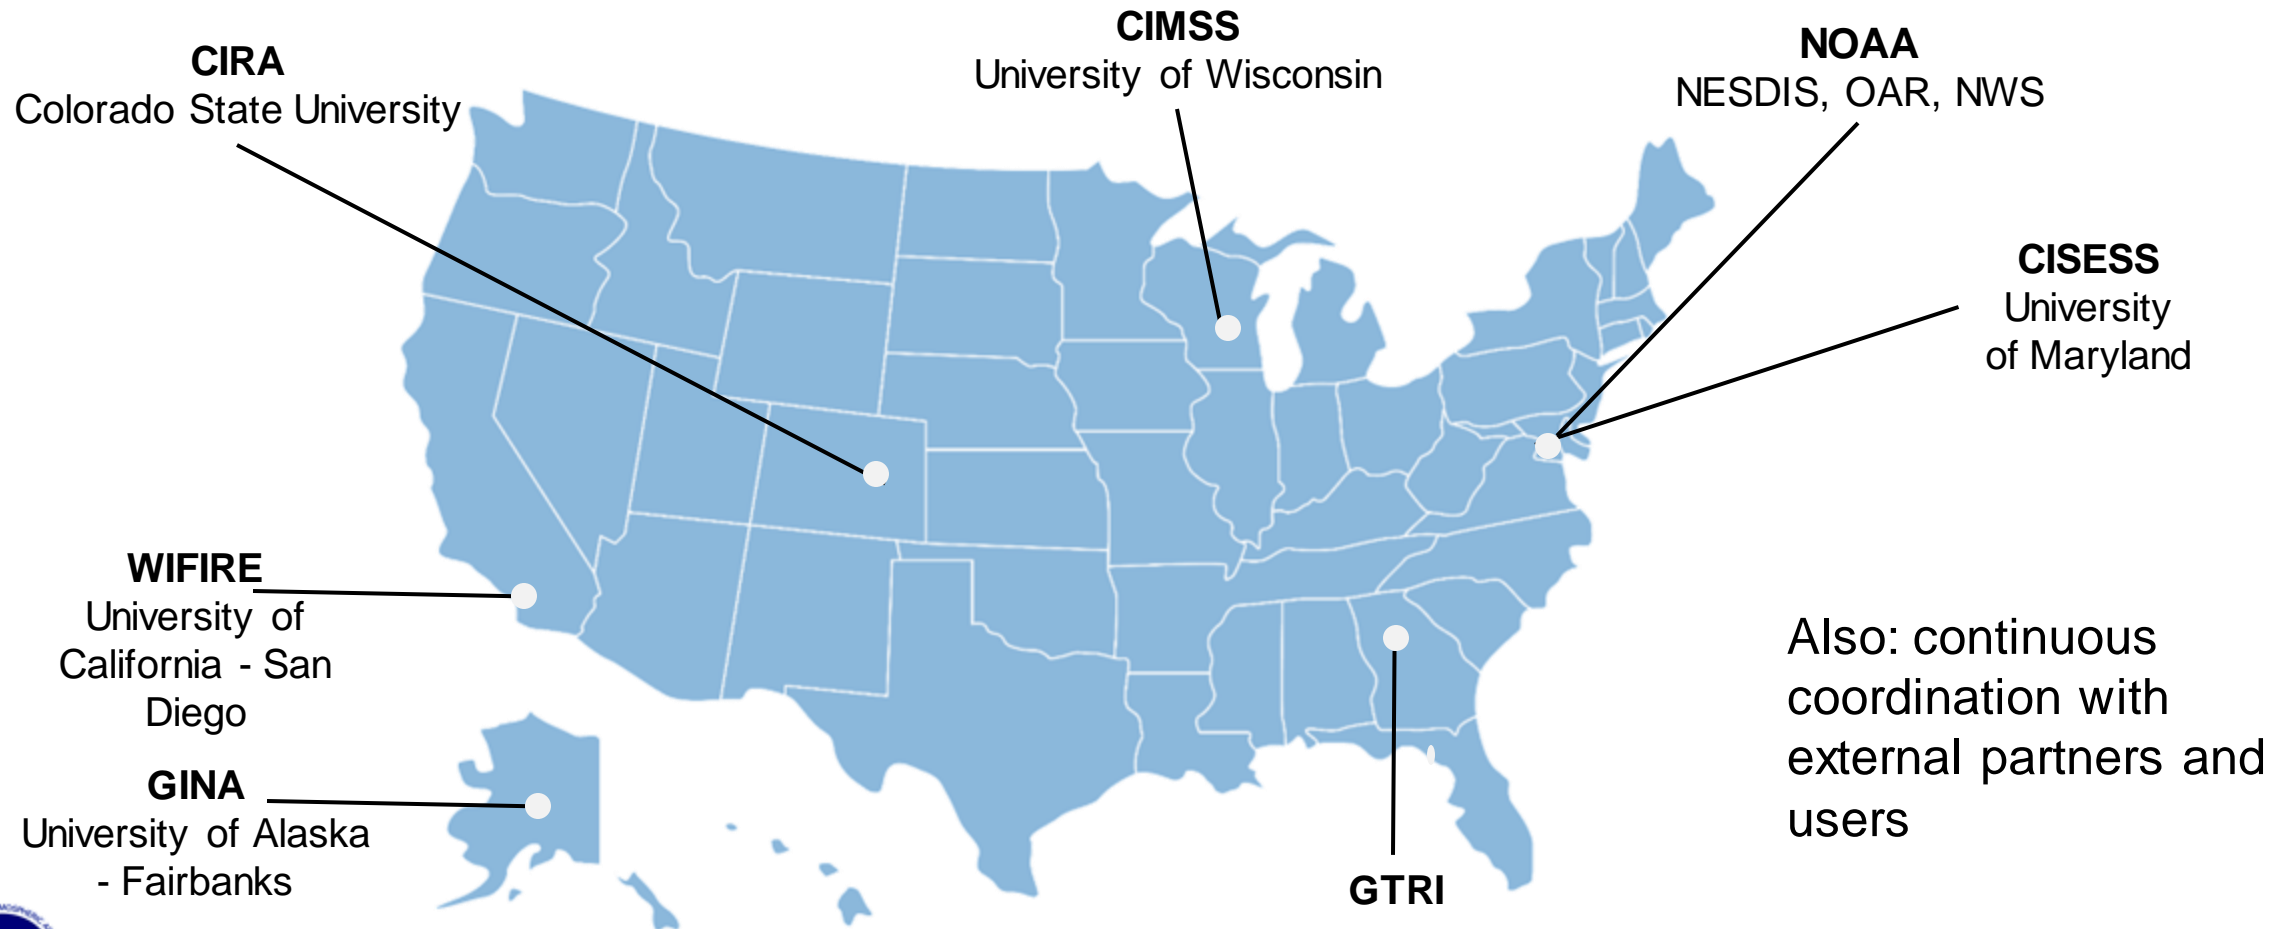 CIMSS
University of Wisconsin
NOAA
NESDIS, OAR, NWS
CIRA
Colorado State University
CISESS
University
of Maryland
WIFIRE
University of
California - San
Diego
GINA
University of Alaska
- Fairbanks
GTRI
Also: continuous
coordination with
external partners and
users